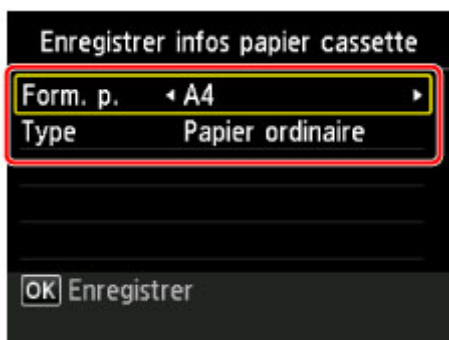 Enregistrer infos papier cassette
Form. p. A4
Type Papier ordinaire
OK Enregistrer